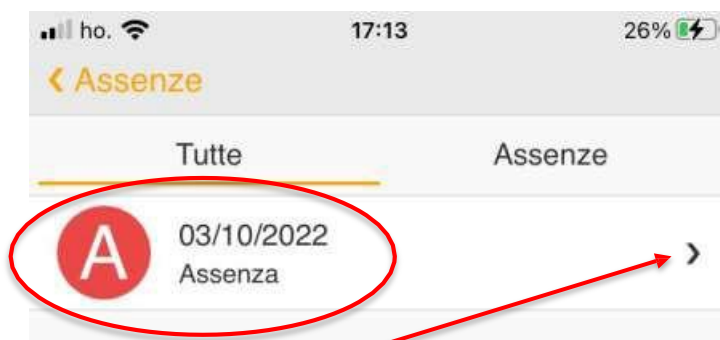 ho. 17:13 26%
Assenze
Tutte Assenze
A 03/10/2022
Assenza